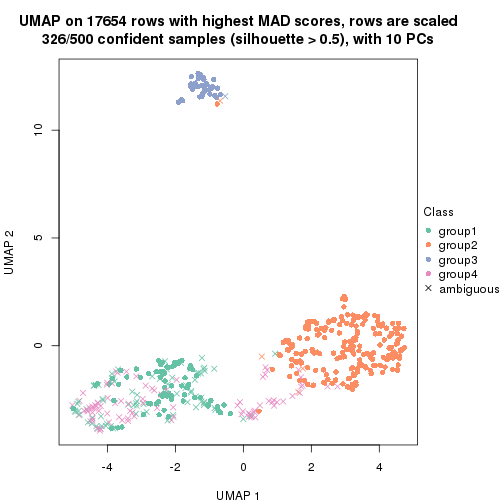 UMAP on 17654 rows with highest MAD scores, rows are scaled
326/500 confident samples (silhouette > 0.5), with 10 PCs
10
5
0
UMAP 2
-4
-2
0
2
4
UMAP 1
Class
group1
group2
group3
group4
ambiguous